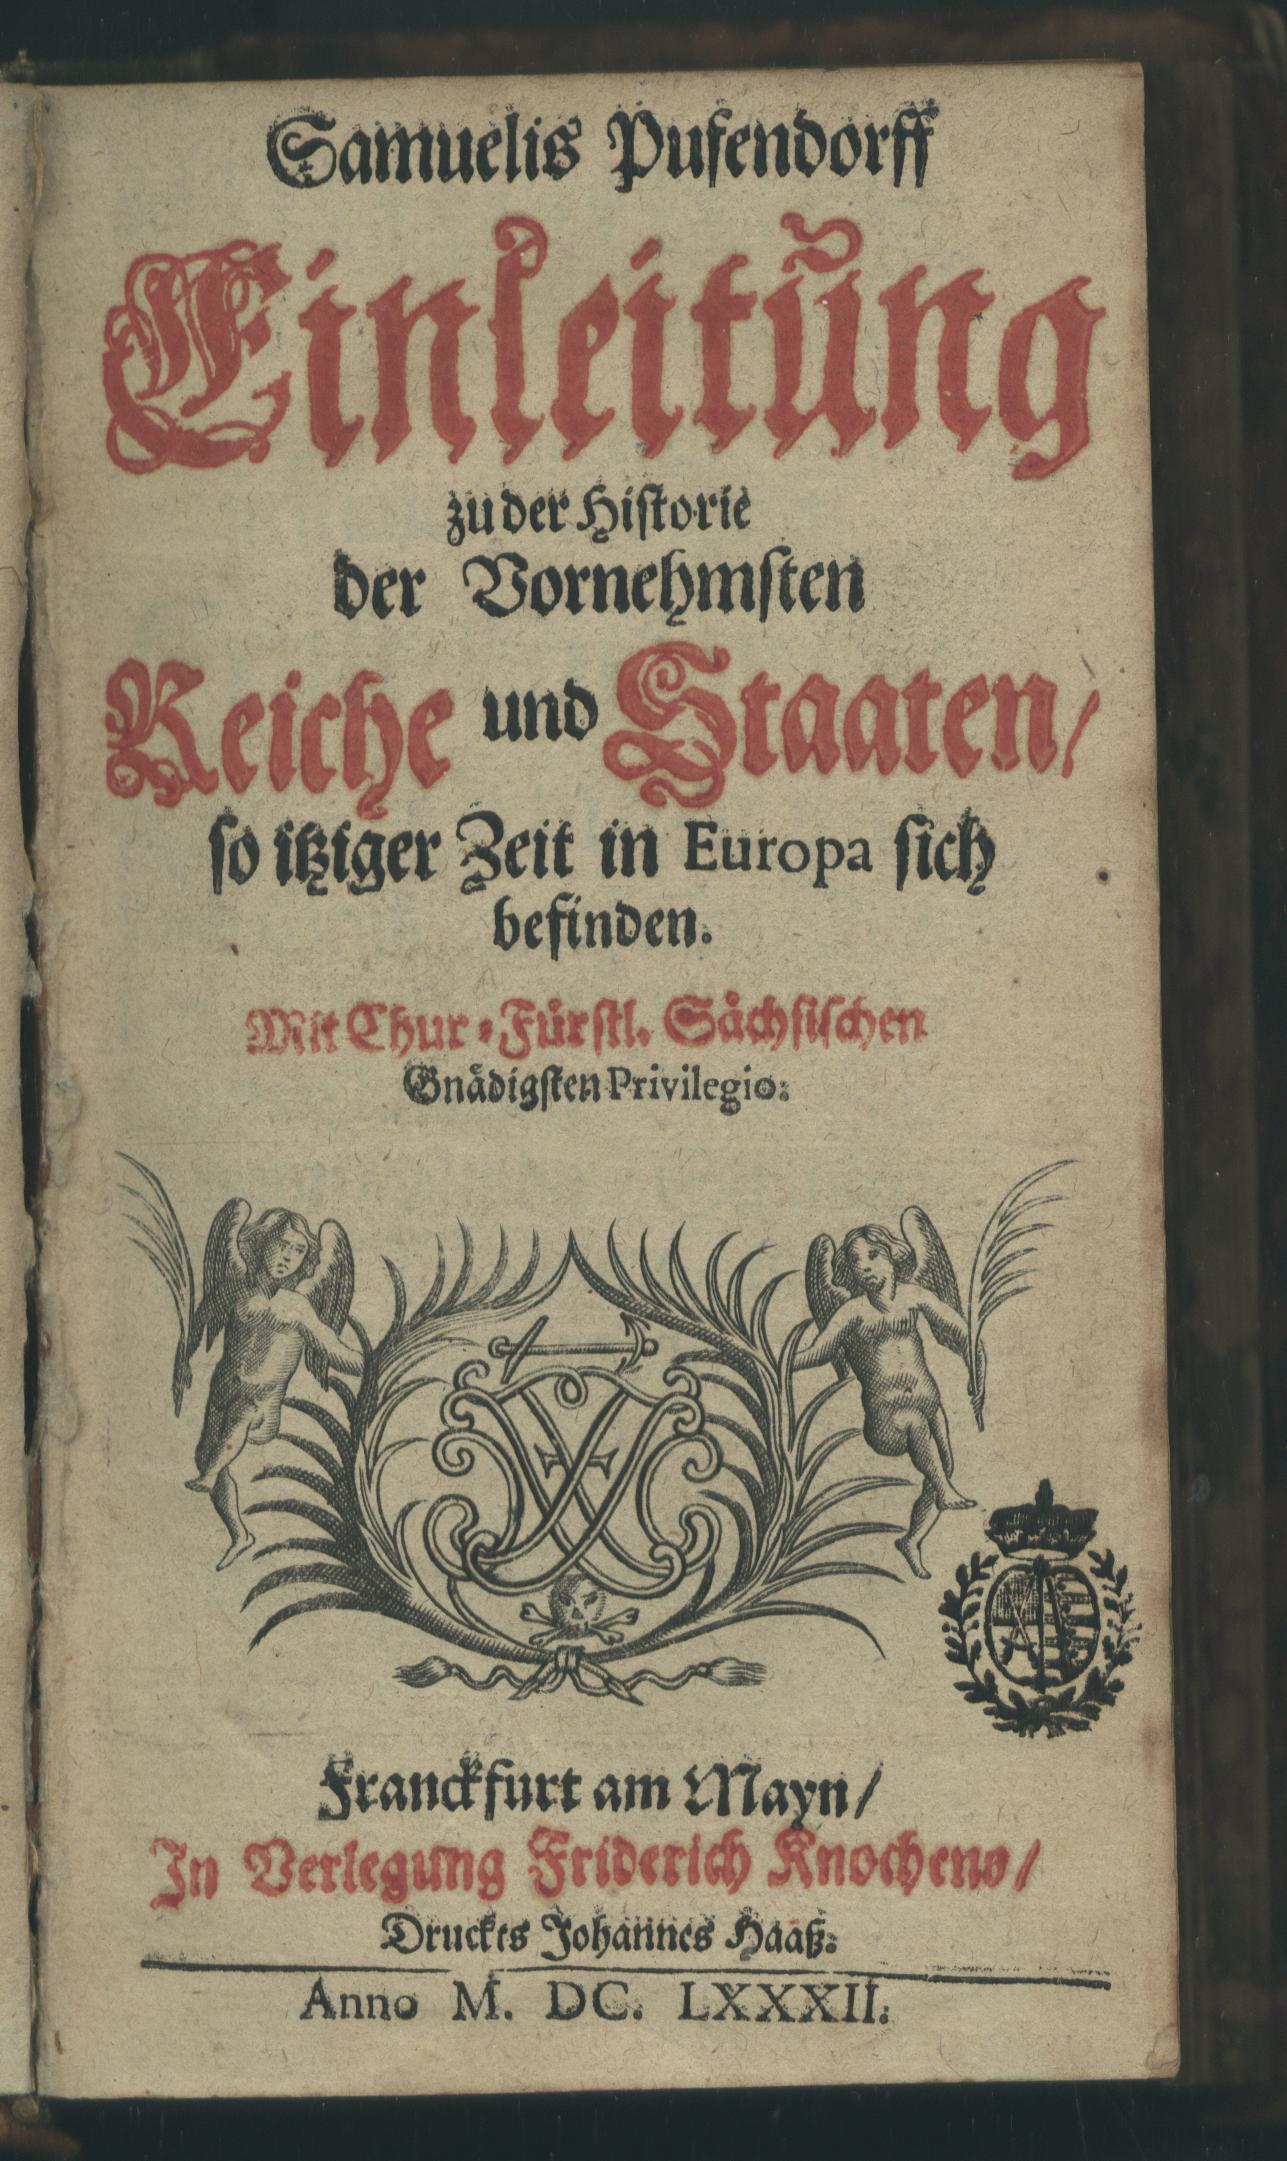 Samuelis Pufendorff
Einleitung
zu der Historie
der Vornehmsten
Reiche und Staaten/
so itziger Zeit in Europa sich
befinden.
Mit Chur-Fürstl. Sächsischen
Gnädigsten Privilegio.
Franckfurt am Mayn/
In Verlegung Friderich Knochens/
Druckts Johannes Haaß.
Anno M. DC. LXXXII.